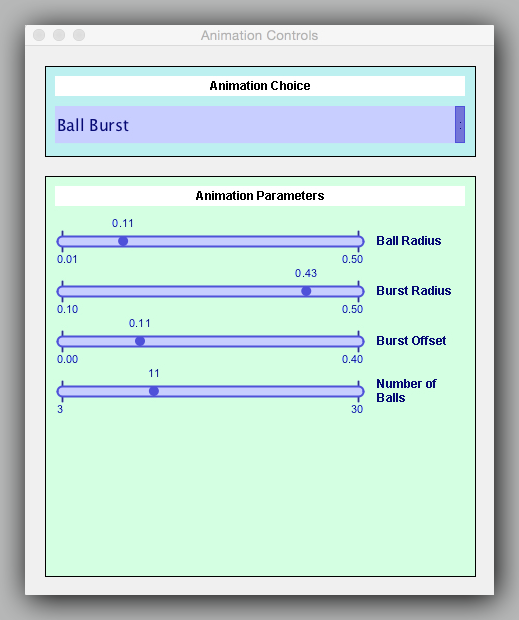 Animation Controls
Animation Choice
Ball Burst
Animation Parameters
0.11
Ball Radius
0.01 0.50
0.43
Burst Radius
0.10 0.50
0.11
Burst Offset
0.00 0.40
11
Number of
Balls
3 30